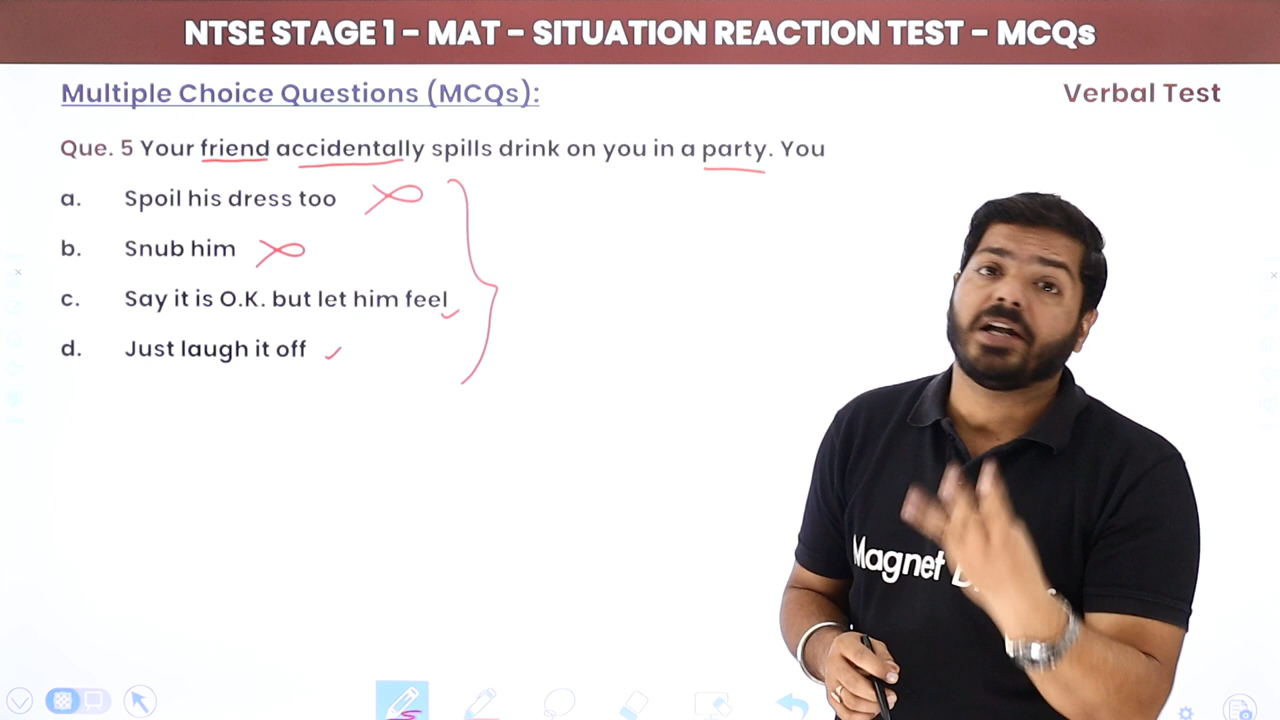 NTSE STAGE 1 – MAT – SITUATION REACTION TEST – MCQs
Multiple Choice Questions (MCQs):
Verbal Test
Que. 5 Your friend accidentally spills drink on you in a party. You
a. Spoil his dress too
b. Snub him
c. Say it is O.K. but let him feel
d. Just laugh it off
Magnet